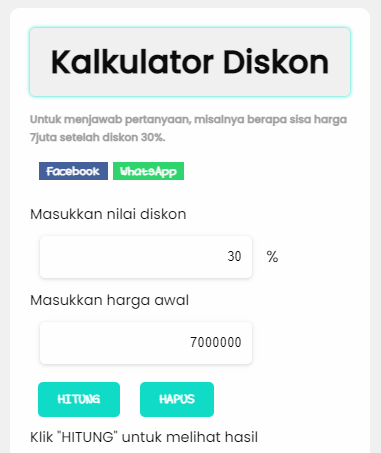 Kalkulator Diskon
Untuk menjawab pertanyaan, misalnya berapa sisa harga
7juta setelah diskon 30%.
Facebook WhatsApp
Masukkan nilai diskon
30 %
Masukkan harga awal
7000000
HITUNG HAPUS
Klik "HITUNG" untuk melihat hasil